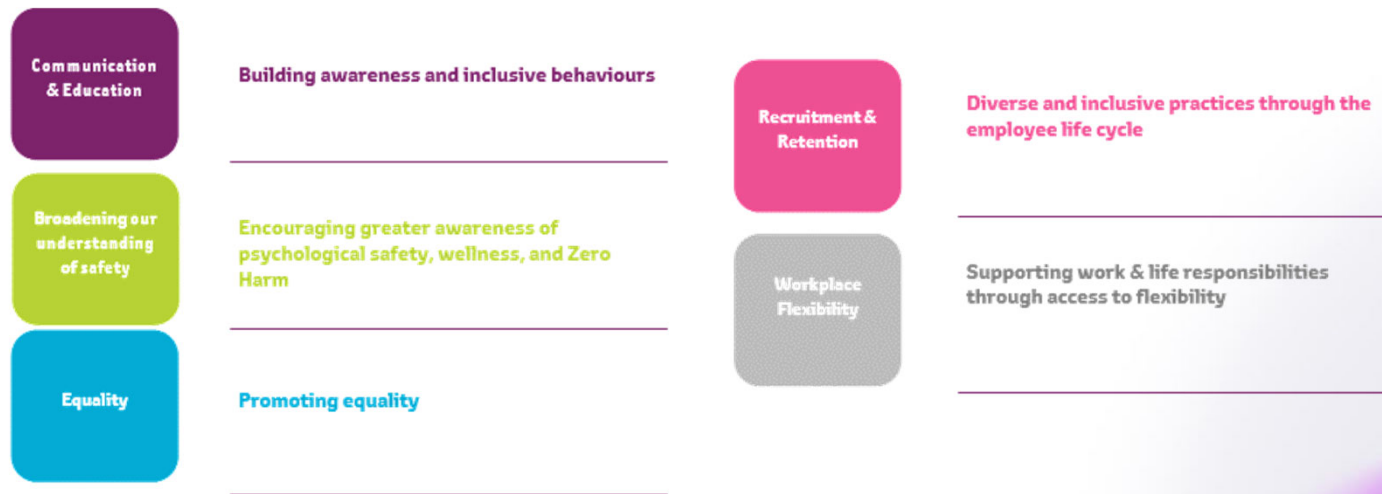 Communication
& Education
Building awareness and inclusive behaviours
Broadening our
understanding
of safety
Encouraging greater awareness of
psychological safety, wellness, and Zero
Harm
Equality
Promoting equality
Recruitment &
Retention
Diverse and inclusive practices through the
employee life cycle
Workplace
Flexibility
Supporting work & life responsibilities
through access to flexibility